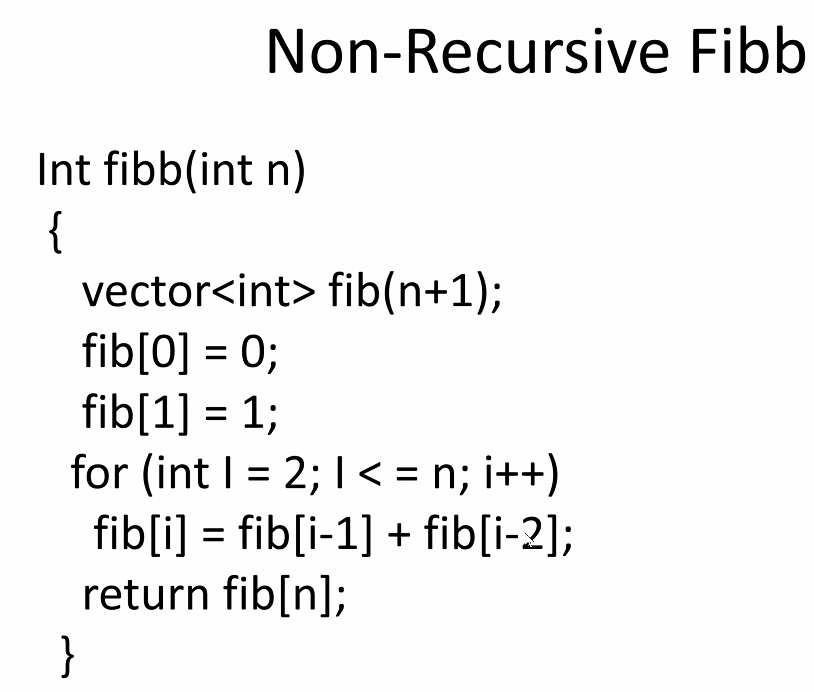 Non-Recursive Fibb
Int fibb(int n)
{
vector<int> fib(n+1);
fib[0] = 0;
fib[1] = 1;
for (int I = 2; I < = n; i++)
fib[i] = fib[i-1] + fib[i-2];
return fib[n];
}